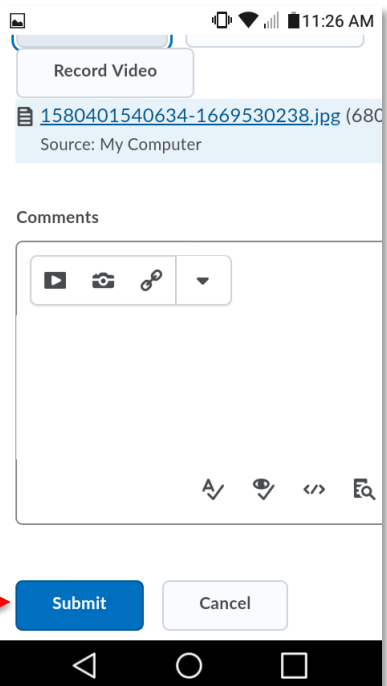 11:26 AM
Record Video
1580401540634-1669530238.jpg (680
Source: My Computer
Comments
Submit
Cancel